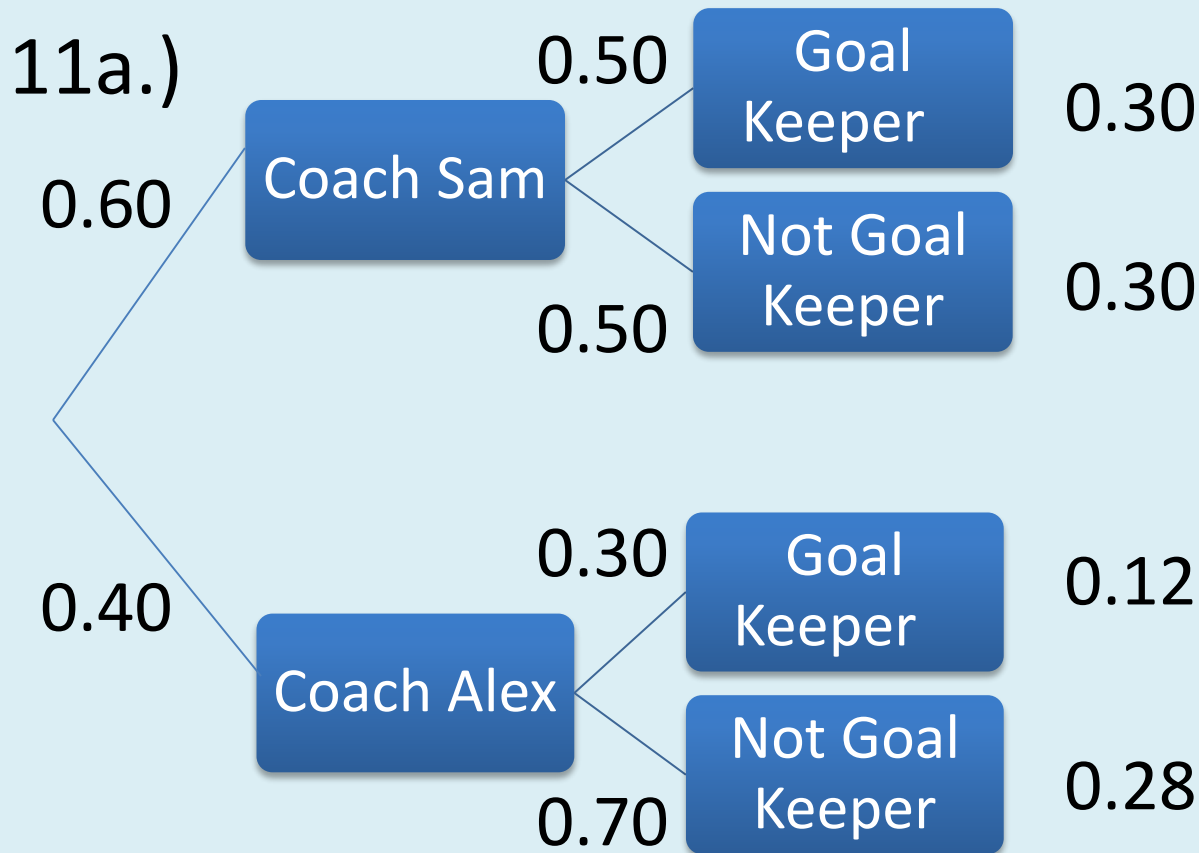 11a.)
0.60
Coach Sam
0.50
Goal
Keeper
0.30
0.50
Not Goal
Keeper
0.30
0.40
Coach Alex
0.30
Goal
Keeper
0.12
0.70
Not Goal
Keeper
0.28